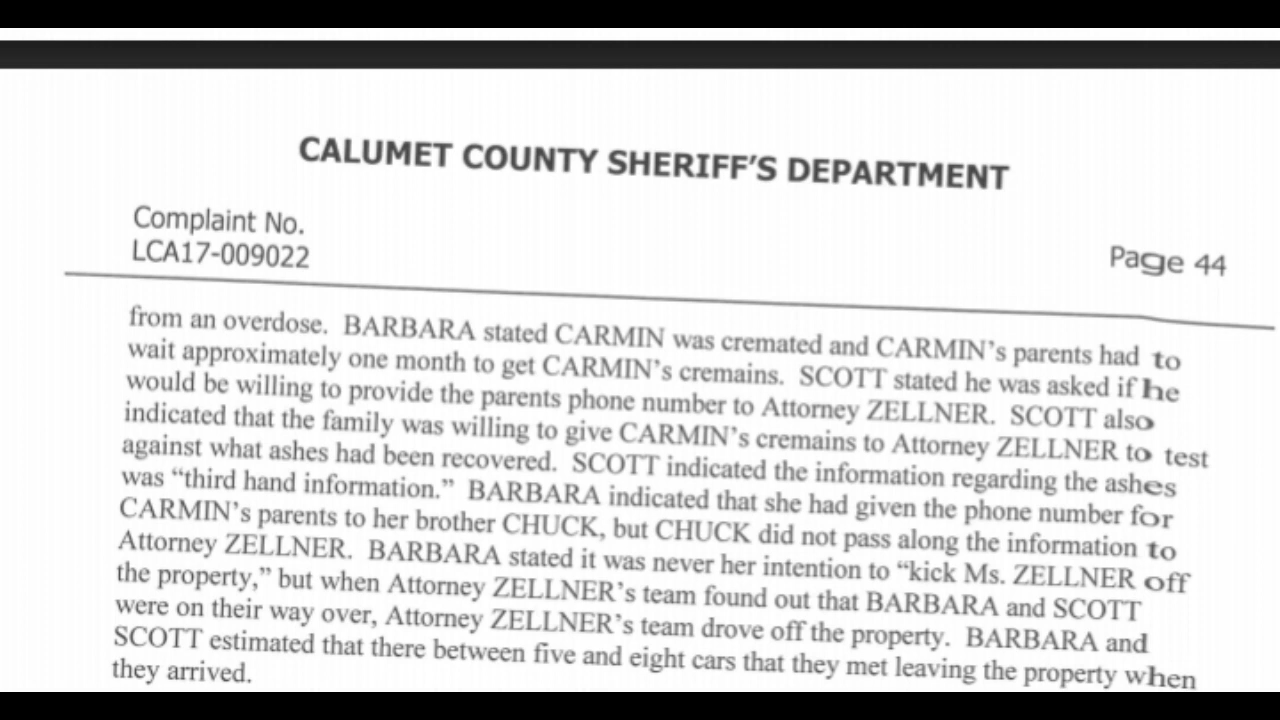 CALUMET COUNTY SHERIFF'S DEPARTMENT
Complaint No.
LCA17-009022
Page 44
from an overdose. BARBARA stated CARMIN was cremated and CARMIN's parents had to
wait approximately one month to get CARMIN's cremains. SCOTT stated he was asked if he
would be willing to provide the parents phone number to Attorney ZELLNER. SCOTT also
indicated that the family was willing to give CARMIN's cremains to Attorney ZELLNER to test
against what ashes had been recovered. SCOTT indicated the information regarding the ashes
was “third hand information.” BARBARA indicated that she had given the phone number for
CARMIN's parents to her brother CHUCK, but CHUCK did not pass along the information to
Attorney ZELLNER. BARBARA stated it was never her intention to “kick Ms. ZELLNER off
the property,” but when Attorney ZELLNER's team found out that BARBARA and SCOTT
were on their way over, Attorney ZELLNER's team drove off the property. BARBARA and
SCOTT estimated that there between five and eight cars that they met leaving the property when
they arrived.